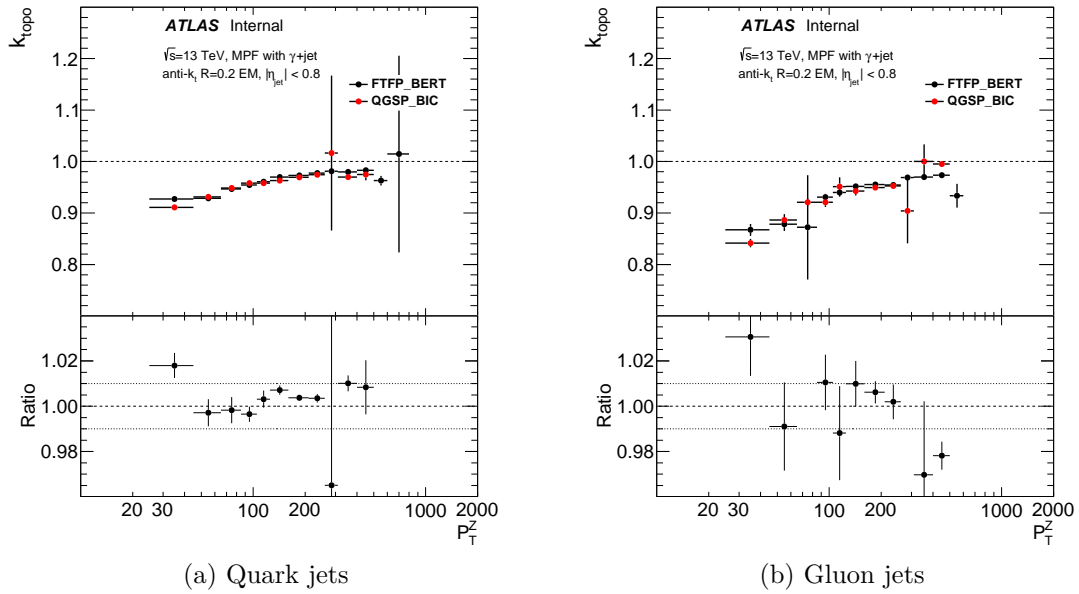 k_topo
ATLAS Internal
√s=13 TeV, MPF with γ+jet
anti-k_t R=0.2 EM, |η_jet| < 0.8
FTFP_BERT
QGSP_BIC
1.2
1.1
1.0
0.9
0.8
Ratio
1.02
1.00
0.98
20 30 100 200 1000 2000
P_T^Z
(a) Quark jets
k_topo
ATLAS Internal
√s=13 TeV, MPF with γ+jet
anti-k_t R=0.2 EM, |η_jet| < 0.8
FTFP_BERT
QGSP_BIC
1.2
1.1
1.0
0.9
0.8
Ratio
1.02
1.00
0.98
20 30 100 200 1000 2000
P_T^Z
(b) Gluon jets